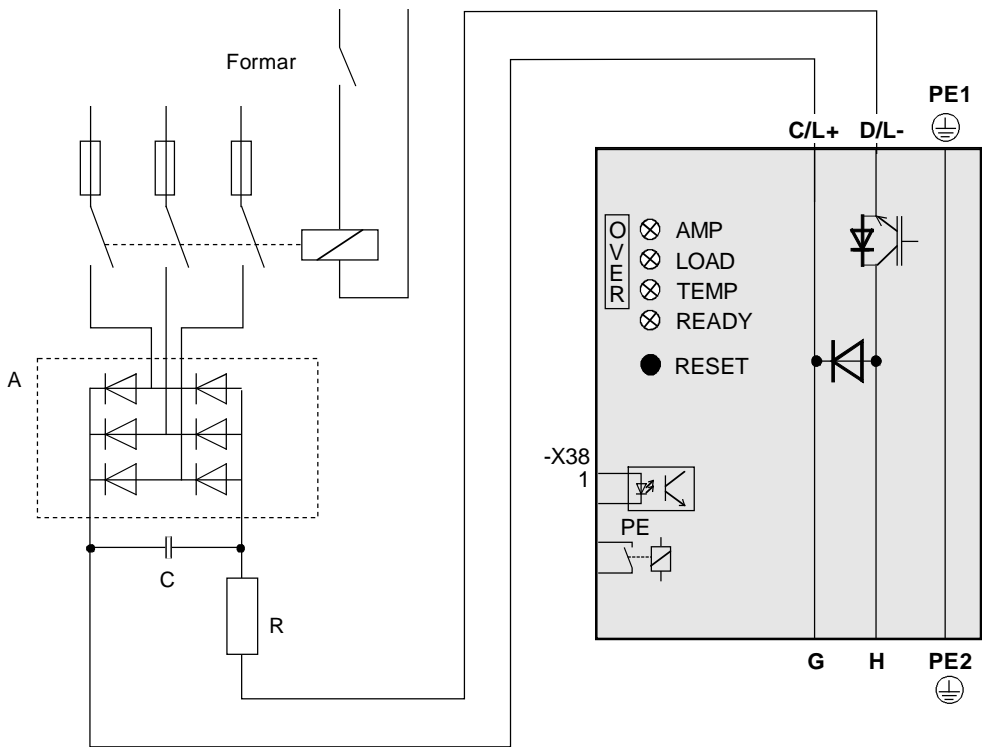 Formar
PE1
C/L+ D/L-
OVER
AMP
LOAD
TEMP
READY
RESET
A
-X38
1
PE
C
R
G H PE2